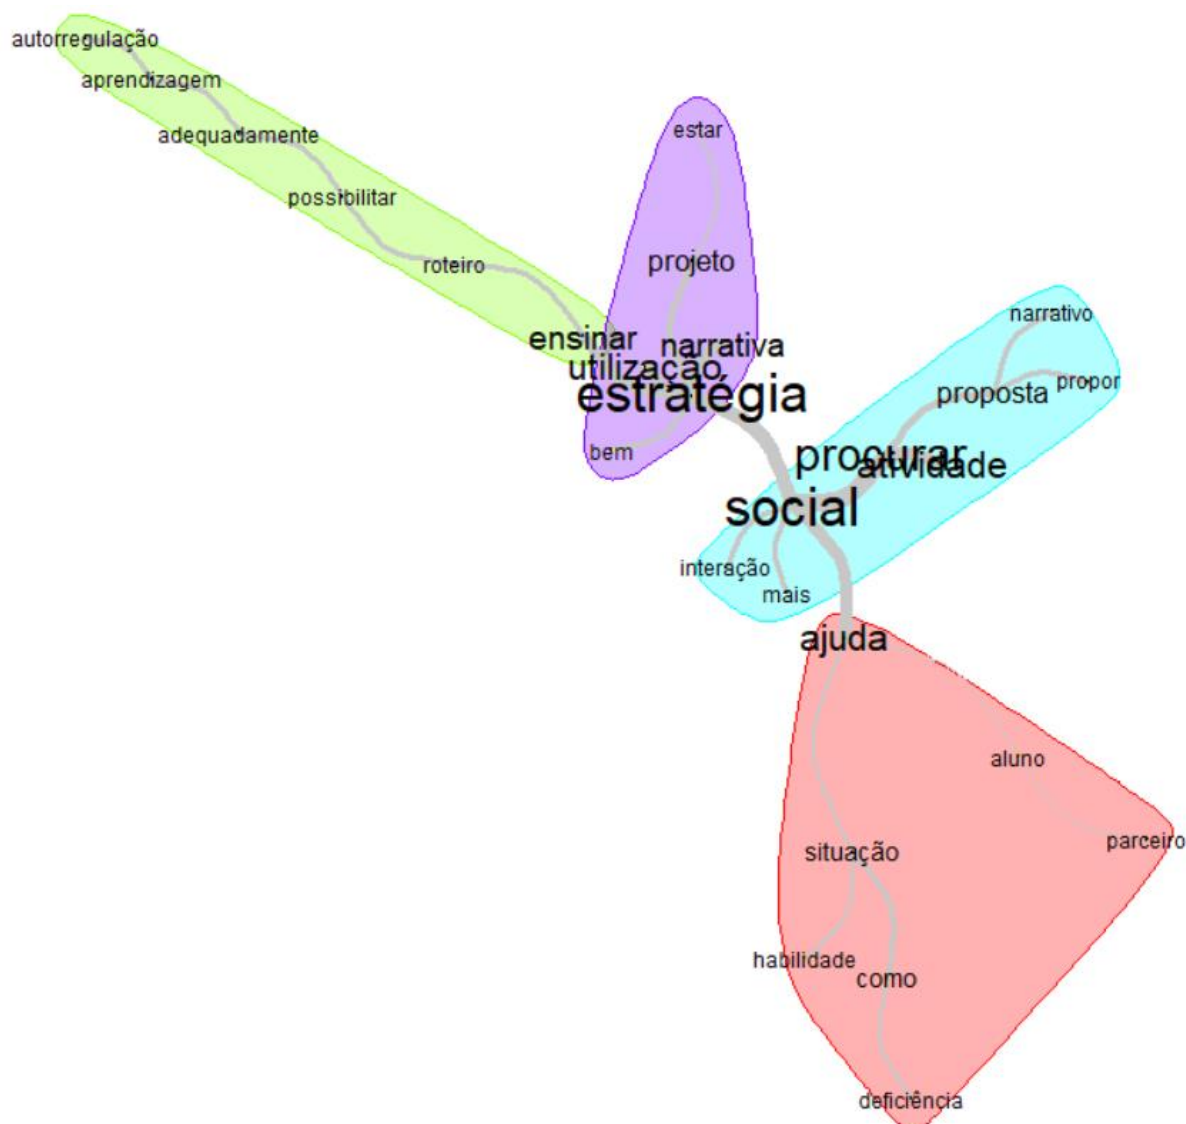 autorregulação
aprendizagem
adequadamente
possibilitar
roteiro
ensinar
estar
projeto
narrativa
utilização
estratégia
bem
narrativo
propor
proposta
procurar
atividade
social
interação
mais
ajuda
aluno
parceiro
situação
habilidade
como
deficiência